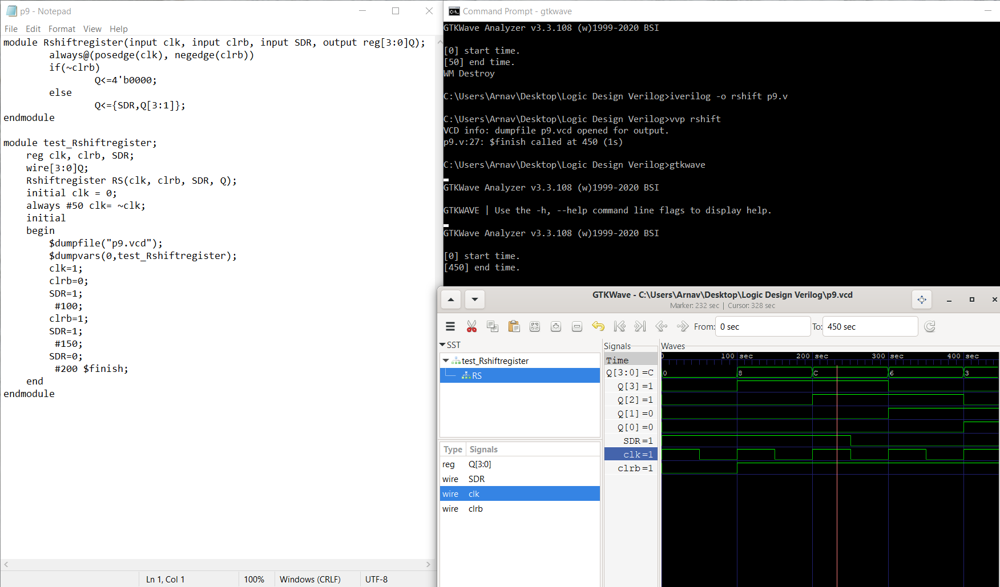 p9 - Notepad
File Edit Format View Help
module Rshiftregister(input clk, input clrb, input SDR, output reg[3:0]Q);
always@(posedge(clk), negedge(clrb))
if(~clrb)
Q<=4'b0000;
else
Q<={SDR,Q[3:1]};
endmodule
module test_Rshiftregister;
reg clk, clrb, SDR;
wire[3:0]Q;
Rshiftregister RS(clk, clrb, SDR, Q);
initial clk = 0;
always #50 clk= ~clk;
initial
begin
$dumpfile("p9.vcd");
$dumpvars(0,test_Rshiftregister);
clk=1;
clrb=0;
SDR=1;
#100;
clrb=1;
SDR=1;
#150;
SDR=0;
#200 $finish;
end
endmodule
Ln 1, Col 1 100% Windows (CRLF) UTF-8
Command Prompt - gtkwave
GTKWave Analyzer v3.3.108 (w)1999-2020 BSI
[0] start time.
[50] end time.
WM Destroy
C:\Users\Arnav\Desktop\Logic Design Verilog>iverilog -o rshift p9.v
C:\Users\Arnav\Desktop\Logic Design Verilog>vvp rshift
VCD info: dumpfile p9.vcd opened for output.
p9.v:27: $finish called at 450 (1s)
C:\Users\Arnav\Desktop\Logic Design Verilog>gtkwave
GTKWave Analyzer v3.3.108 (w)1999-2020 BSI
GTKWAVE | Use the -h, --help command line flags to display help.
GTKWave Analyzer v3.3.108 (w)1999-2020 BSI
[0] start time.
[450] end time.
GTKWave - C:\Users\Arnav\Desktop\Logic Design Verilog\p9.vcd
Marker: 232 sec | Cursor: 328 sec
From: 0 sec To: 450 sec
SST
test_Rshiftregister
RS
Type Signals
reg Q[3:0]
wire SDR
wire clk
wire clrb
Signals
Time
Q[3:0] =C
Q[3] =1
Q[2] =1
Q[1] =0
Q[0] =0
SDR =1
clk =1
clrb =1
Waves
0 100 sec 200 sec 300 sec 400 sec
0 8 C 6 3